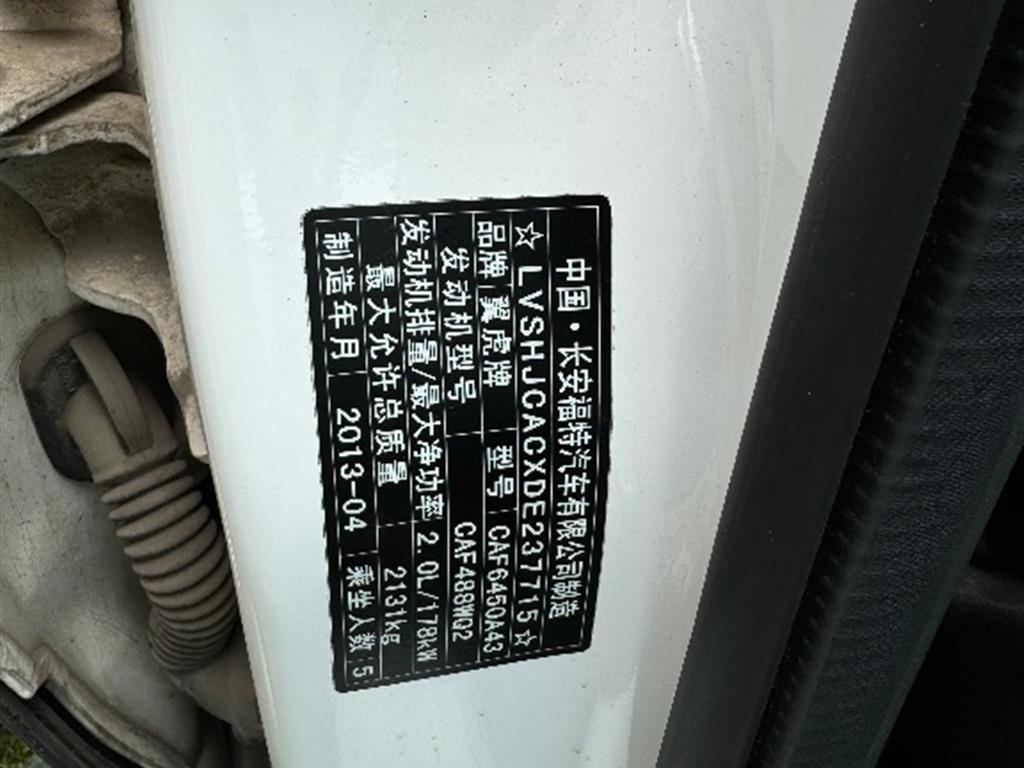 中国·长安福特汽车有限公司制造
☆LVSHJCACXDE237715☆
品牌 翼虎牌 型号 CAF6450A43
发动机型号 CAF488WQ2
发动机排量/最大净功率 2.0L/178kW
最大允许总质量 2131kg
制造年月 2013-04 乘坐人数 5